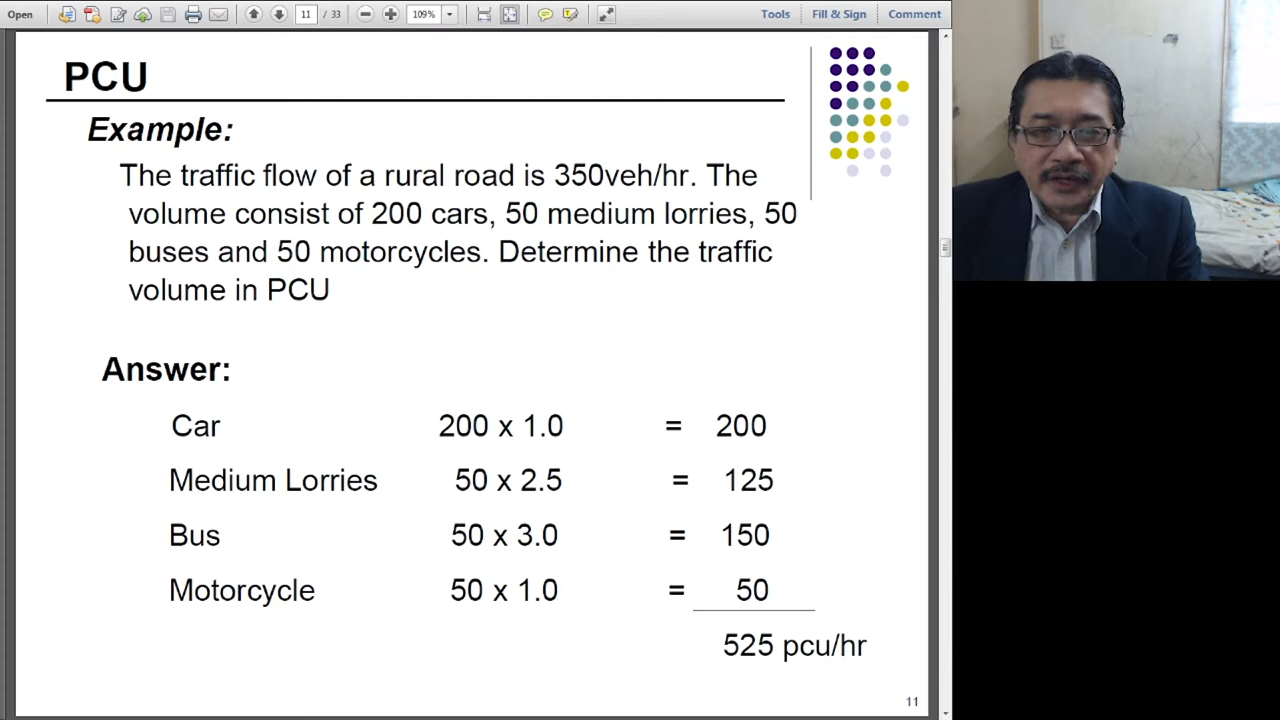 Open 11 / 33 109% Tools Fill & Sign Comment
PCU
Example:
The traffic flow of a rural road is 350veh/hr. The
volume consist of 200 cars, 50 medium lorries, 50
buses and 50 motorcycles. Determine the traffic
volume in PCU
Answer:
Car 200 x 1.0 = 200
Medium Lorries 50 x 2.5 = 125
Bus 50 x 3.0 = 150
Motorcycle 50 x 1.0 = 50
525 pcu/hr
11